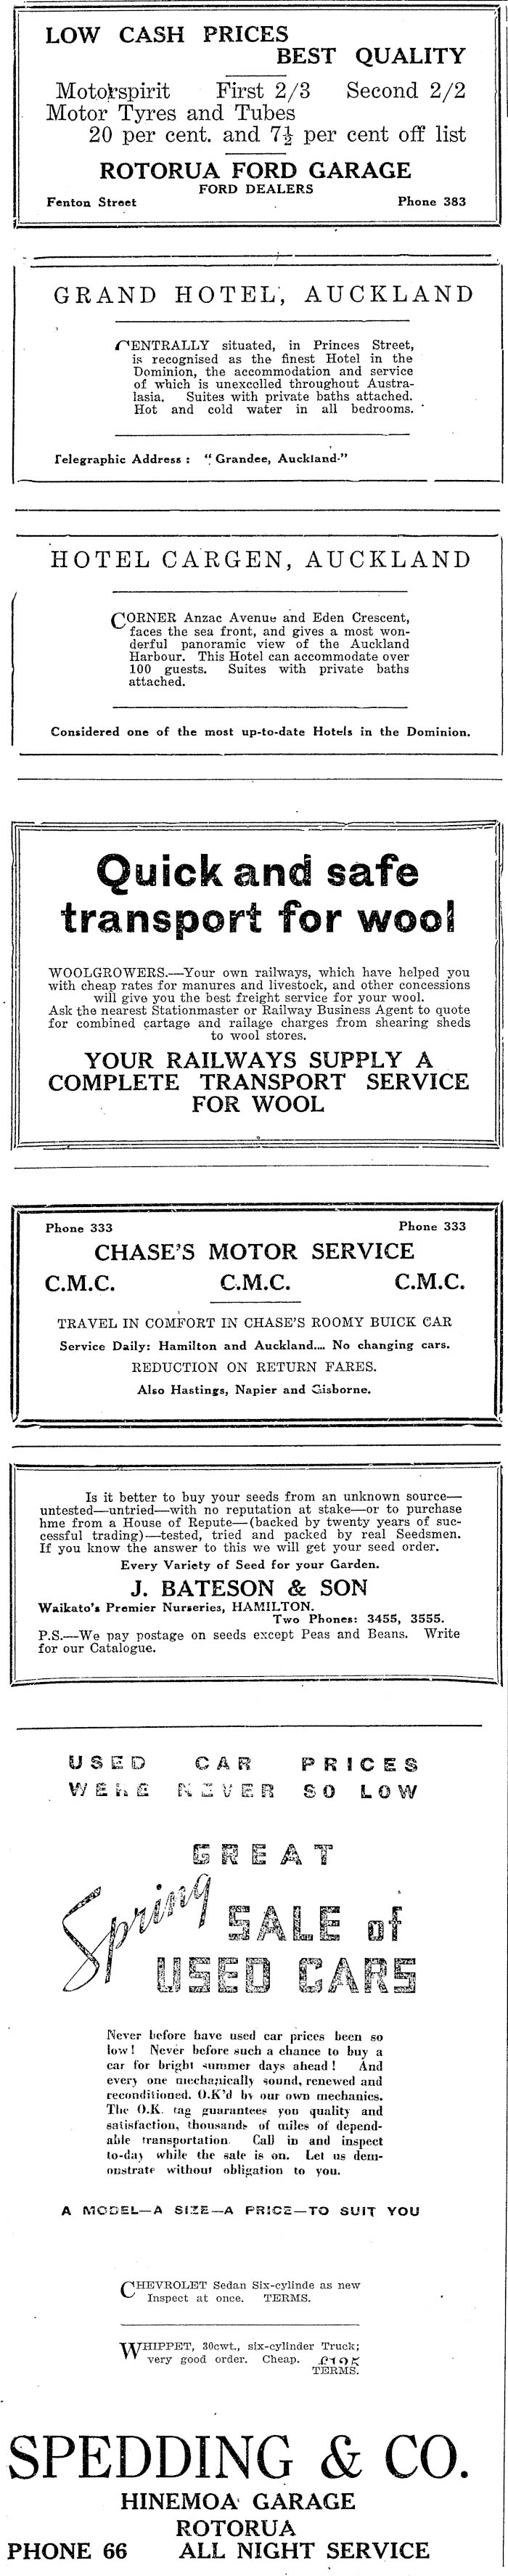 LOW CASH PRICES
BEST QUALITY
Motorspirit First 2/3 Second 2/2
Motor Tyres and Tubes
20 per cent. and 7½ per cent off list
ROTORUA FORD GARAGE
FORD DEALERS
Fenton Street Phone 383
GRAND HOTEL, AUCKLAND
CENTRALLY situated, in Princes Street,
is recognised as the finest Hotel in the
Dominion, the accommodation and service
of which is unexcelled throughout Austra-
lasia. Suites with private baths attached.
Hot and cold water in all bedrooms.
Telegraphic Address : "Grandee, Auckland."
HOTEL CARGEN, AUCKLAND
CORNER Anzac Avenue and Eden Crescent,
faces the sea front, and gives a most won-
derful panoramic view of the Auckland
Harbour. This Hotel can accommodate over
100 guests. Suites with private baths
attached.
Considered one of the most up-to-date Hotels in the Dominion.
Quick and safe
transport for wool
WOOLGROWERS.—Your own railways, which have helped you
with cheap rates for manures and livestock, and other concessions
will give you the best freight service for your wool.
Ask the nearest Stationmaster or Railway Business Agent to quote
for combined cartage and railage charges from shearing sheds
to wool stores.
YOUR RAILWAYS SUPPLY A
COMPLETE TRANSPORT SERVICE
FOR WOOL
Phone 333 Phone 333
CHASE'S MOTOR SERVICE
C.M.C. C.M.C. C.M.C.
TRAVEL IN COMFORT IN CHASE'S ROOMY BUICK CAR
Service Daily: Hamilton and Auckland.... No changing cars.
REDUCTION ON RETURN FARES.
Also Hastings, Napier and Gisborne.
Is it better to buy your seeds from an unknown source—
untested—untried—with no reputation at stake—or to purchase
hme from a House of Repute—(backed by twenty years of suc-
cessful trading)—tested, tried and packed by real Seedsmen.
If you know the answer to this we will get your seed order.
Every Variety of Seed for your Garden.
J. BATESON & SON
Waikato's Premier Nurseries, HAMILTON.
Two Phones: 3455, 3555.
P.S.—We pay postage on seeds except Peas and Beans. Write
for our Catalogue.
USED CAR PRICES
WERE NEVER SO LOW
GREAT
Spring SALE of
USED CARS
Never before have used car prices been so
low! Never before such a chance to buy a
car for bright summer days ahead! And
every one mechanically sound, renewed and
reconditioned. O.K'd by our own mechanics.
The O.K. tag guarantees you quality and
satisfaction, thousands of miles of depend-
able transportation. Call in and inspect
to-day while the sale is on. Let us dem-
onstrate without obligation to you.
A MODEL—A SIZE—A PRICE—TO SUIT YOU
CHEVROLET Sedan Six-cylinde as new
Inspect at once. TERMS.
WHIPPET, 30cwt., six-cylinder Truck;
very good order. Cheap.
TERMS.
SPEDDING & CO.
HINEMOA GARAGE
ROTORUA
PHONE 66 ALL NIGHT SERVICE